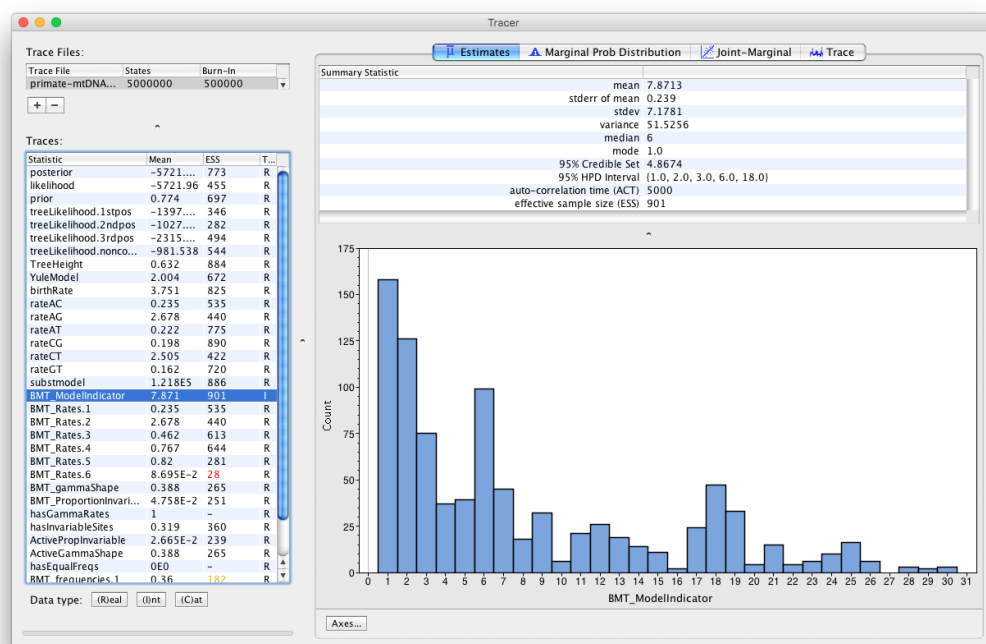 Tracer
Trace Files:
Trace File States Burn-In
primate-mtDNA... 5000000 500000
+ −
Traces:
Statistic Mean ESS T...
posterior −5721.... 773 R
likelihood −5721.96 455 R
prior 0.774 697 R
treeLikelihood.1stpos −1397.... 346 R
treeLikelihood.2ndpos −1027.... 282 R
treeLikelihood.3rdpos −2315.... 494 R
treeLikelihood.nonco... −981.538 544 R
TreeHeight 0.632 884 R
YuleModel 2.004 672 R
birthRate 3.751 825 R
rateAC 0.235 535 R
rateAG 2.678 440 R
rateAT 0.222 775 R
rateCG 0.198 890 R
rateCT 2.505 422 R
rateGT 0.162 720 R
substmodel 1.218E5 886 R
BMT_ModelIndicator 7.871 901 I
BMT_Rates.1 0.235 535 R
BMT_Rates.2 2.678 440 R
BMT_Rates.3 0.462 613 R
BMT_Rates.4 0.767 644 R
BMT_Rates.5 0.82 281 R
BMT_Rates.6 8.695E-2 28 R
BMT_gammaShape 0.388 265 R
BMT_ProportionInvari... 4.758E-2 251 R
hasGammaRates 1 - R
hasInvariableSites 0.319 360 R
ActivePropInvariable 2.665E-2 239 R
ActiveGammaShape 0.388 265 R
hasEqualFreqs 0E0 - R
BMT_frequencies.1 0.36 182 R
Data type: (R)eal (I)nt (C)at
Estimates Marginal Prob Distribution Joint-Marginal Trace
Summary Statistic
mean 7.8713
stderr of mean 0.239
stdev 7.1781
variance 51.5256
median 6
mode 1.0
95% Credible Set 4.8674
95% HPD Interval {1.0, 2.0, 3.0, 6.0, 18.0}
auto-correlation time (ACT) 5000
effective sample size (ESS) 901
175
150
125
100
75
50
25
0
Count
0 1 2 3 4 5 6 7 8 9 10 11 12 13 14 15 16 17 18 19 20 21 22 23 24 25 26 27 28 29 30 31
BMT_ModelIndicator
Axes...